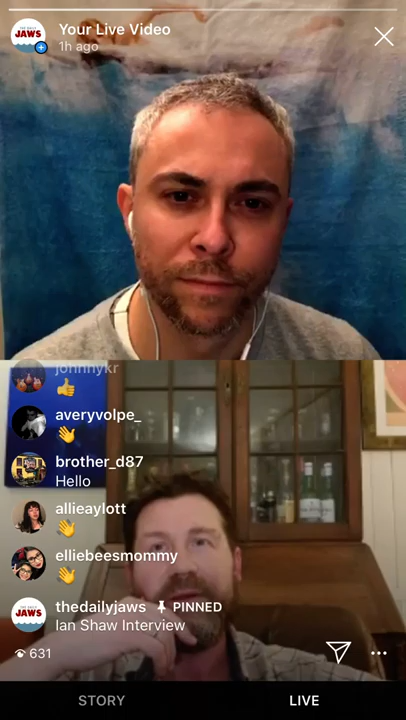 Your Live Video
1h ago
JAWS
johnnykr
👍
averyvolpe_
👋
brother_d87
Hello
allieaylott
👋
elliebeesmommy
👋
thedailyjaws PINNED
JAWS
Ian Shaw Interview
631
STORY LIVE